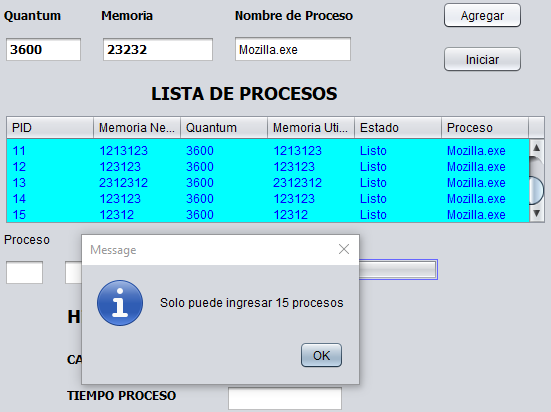 Quantum Memoria Nombre de Proceso Agregar
3600 23232 Mozilla.exe
Iniciar
LISTA DE PROCESOS
PID Memoria Ne... Quantum Memoria Uti... Estado Proceso
11 1213123 3600 1213123 Listo Mozilla.exe
12 123123 3600 123123 Listo Mozilla.exe
13 2312312 3600 2312312 Listo Mozilla.exe
14 123123 3600 123123 Listo Mozilla.exe
15 12312 3600 12312 Listo Mozilla.exe
Proceso
Message
Solo puede ingresar 15 procesos
OK
H
CA
TIEMPO PROCESO